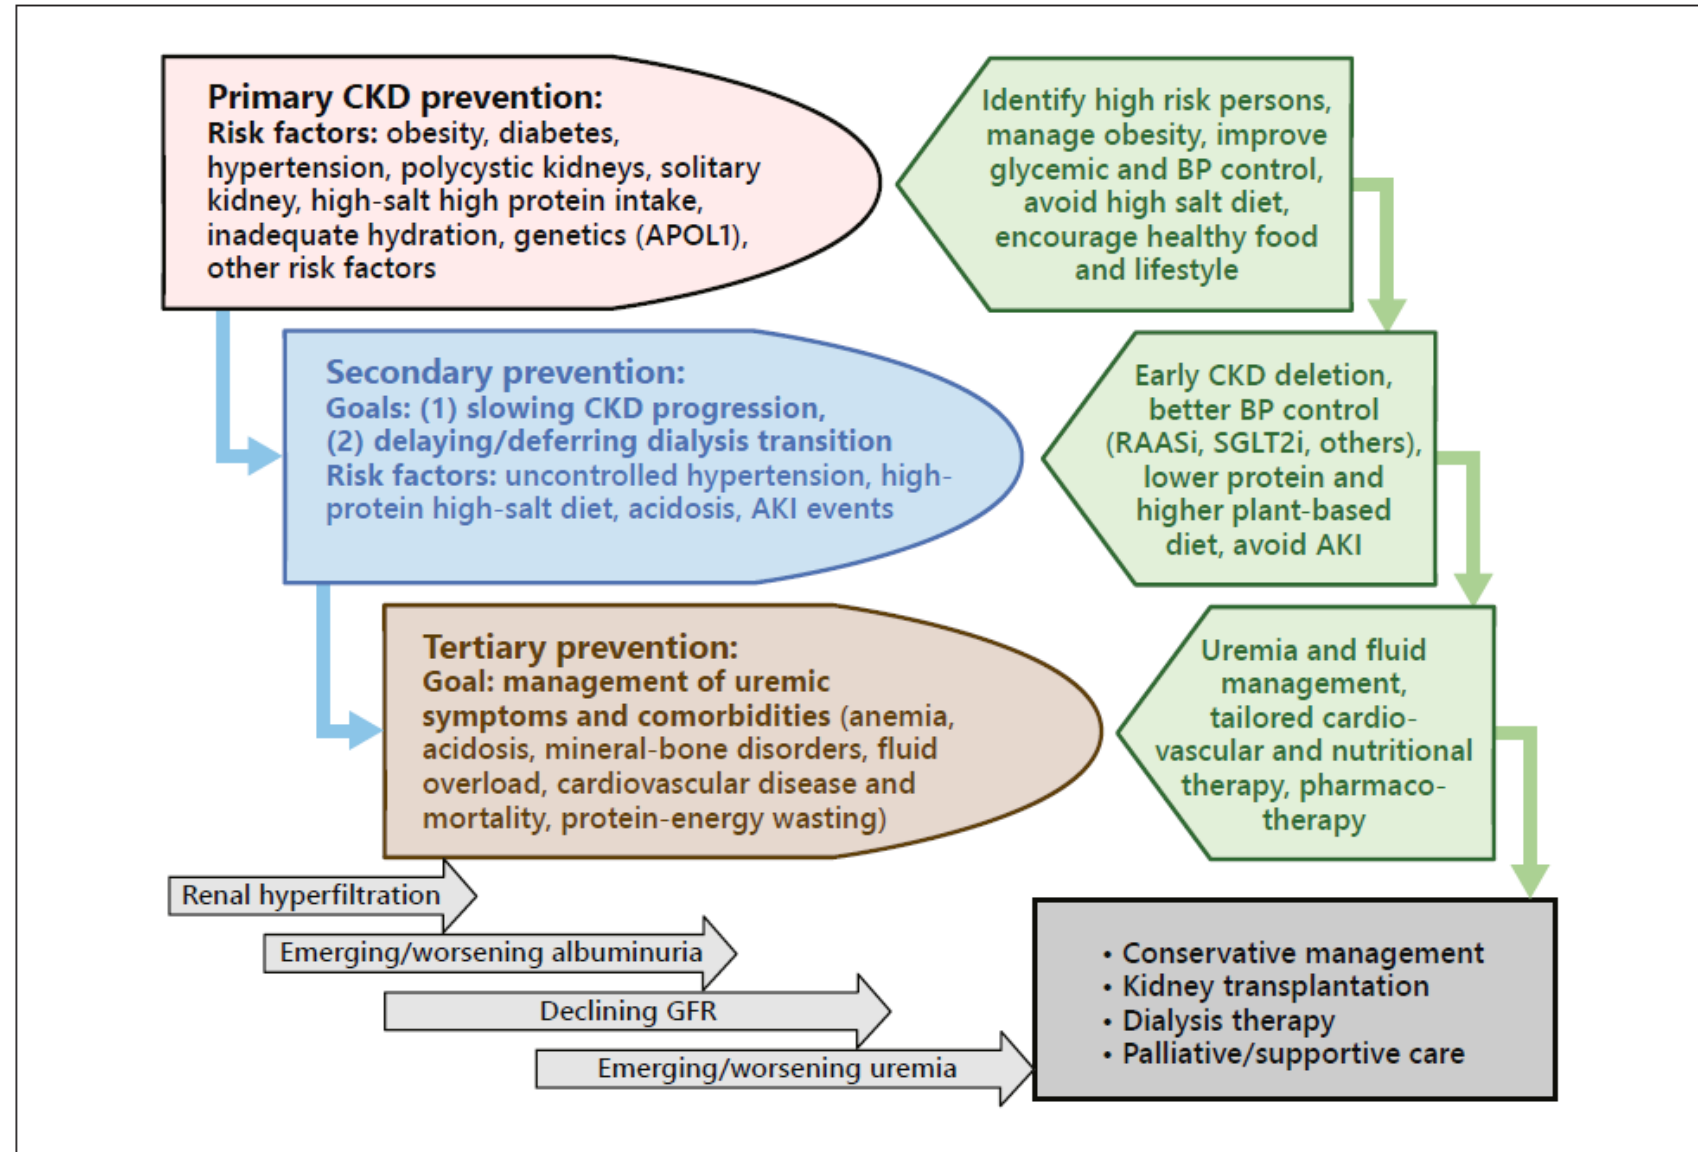 Primary CKD prevention:
Risk factors: obesity, diabetes,
hypertension, polycystic kidneys, solitary
kidney, high-salt high protein intake,
inadequate hydration, genetics (APOL1),
other risk factors
Identify high risk persons,
manage obesity, improve
glycemic and BP control,
avoid high salt diet,
encourage healthy food
and lifestyle
Secondary prevention:
Goals: (1) slowing CKD progression,
(2) delaying/deferring dialysis transition
Risk factors: uncontrolled hypertension, high-
protein high-salt diet, acidosis, AKI events
Early CKD deletion,
better BP control
(RAASi, SGLT2i, others),
lower protein and
higher plant-based
diet, avoid AKI
Tertiary prevention:
Goal: management of uremic
symptoms and comorbidities (anemia,
acidosis, mineral-bone disorders, fluid
overload, cardiovascular disease and
mortality, protein-energy wasting)
Uremia and fluid
management,
tailored cardio-
vascular and nutritional
therapy, pharmaco-
therapy
Renal hyperfiltration
Emerging/worsening albuminuria
Declining GFR
Emerging/worsening uremia
• Conservative management
• Kidney transplantation
• Dialysis therapy
• Palliative/supportive care